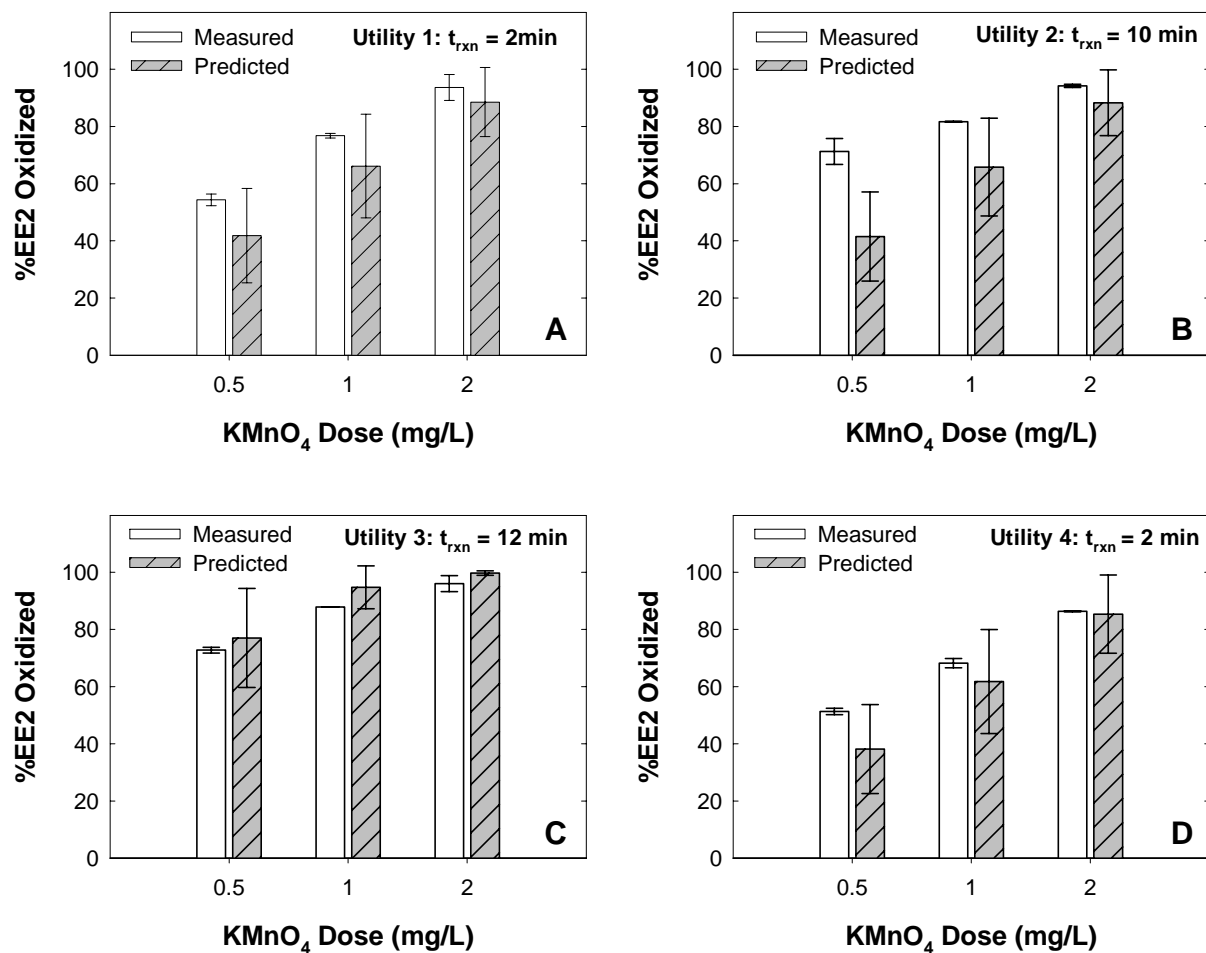 Measured
Utility 1: t_rxn = 2min
Predicted
100
80
60
40
20
0
%EE2 Oxidized
0.5
1
2
A
KMnO₄ Dose (mg/L)
Measured
Utility 2: t_rxn = 10 min
Predicted
100
80
60
40
20
0
%EE2 Oxidized
0.5
1
2
B
KMnO₄ Dose (mg/L)
Measured
Utility 3: t_rxn = 12 min
Predicted
100
80
60
40
20
0
%EE2 Oxidized
0.5
1
2
C
KMnO₄ Dose (mg/L)
Measured
Utility 4: t_rxn = 2 min
Predicted
100
80
60
40
20
0
%EE2 Oxidized
0.5
1
2
D
KMnO₄ Dose (mg/L)